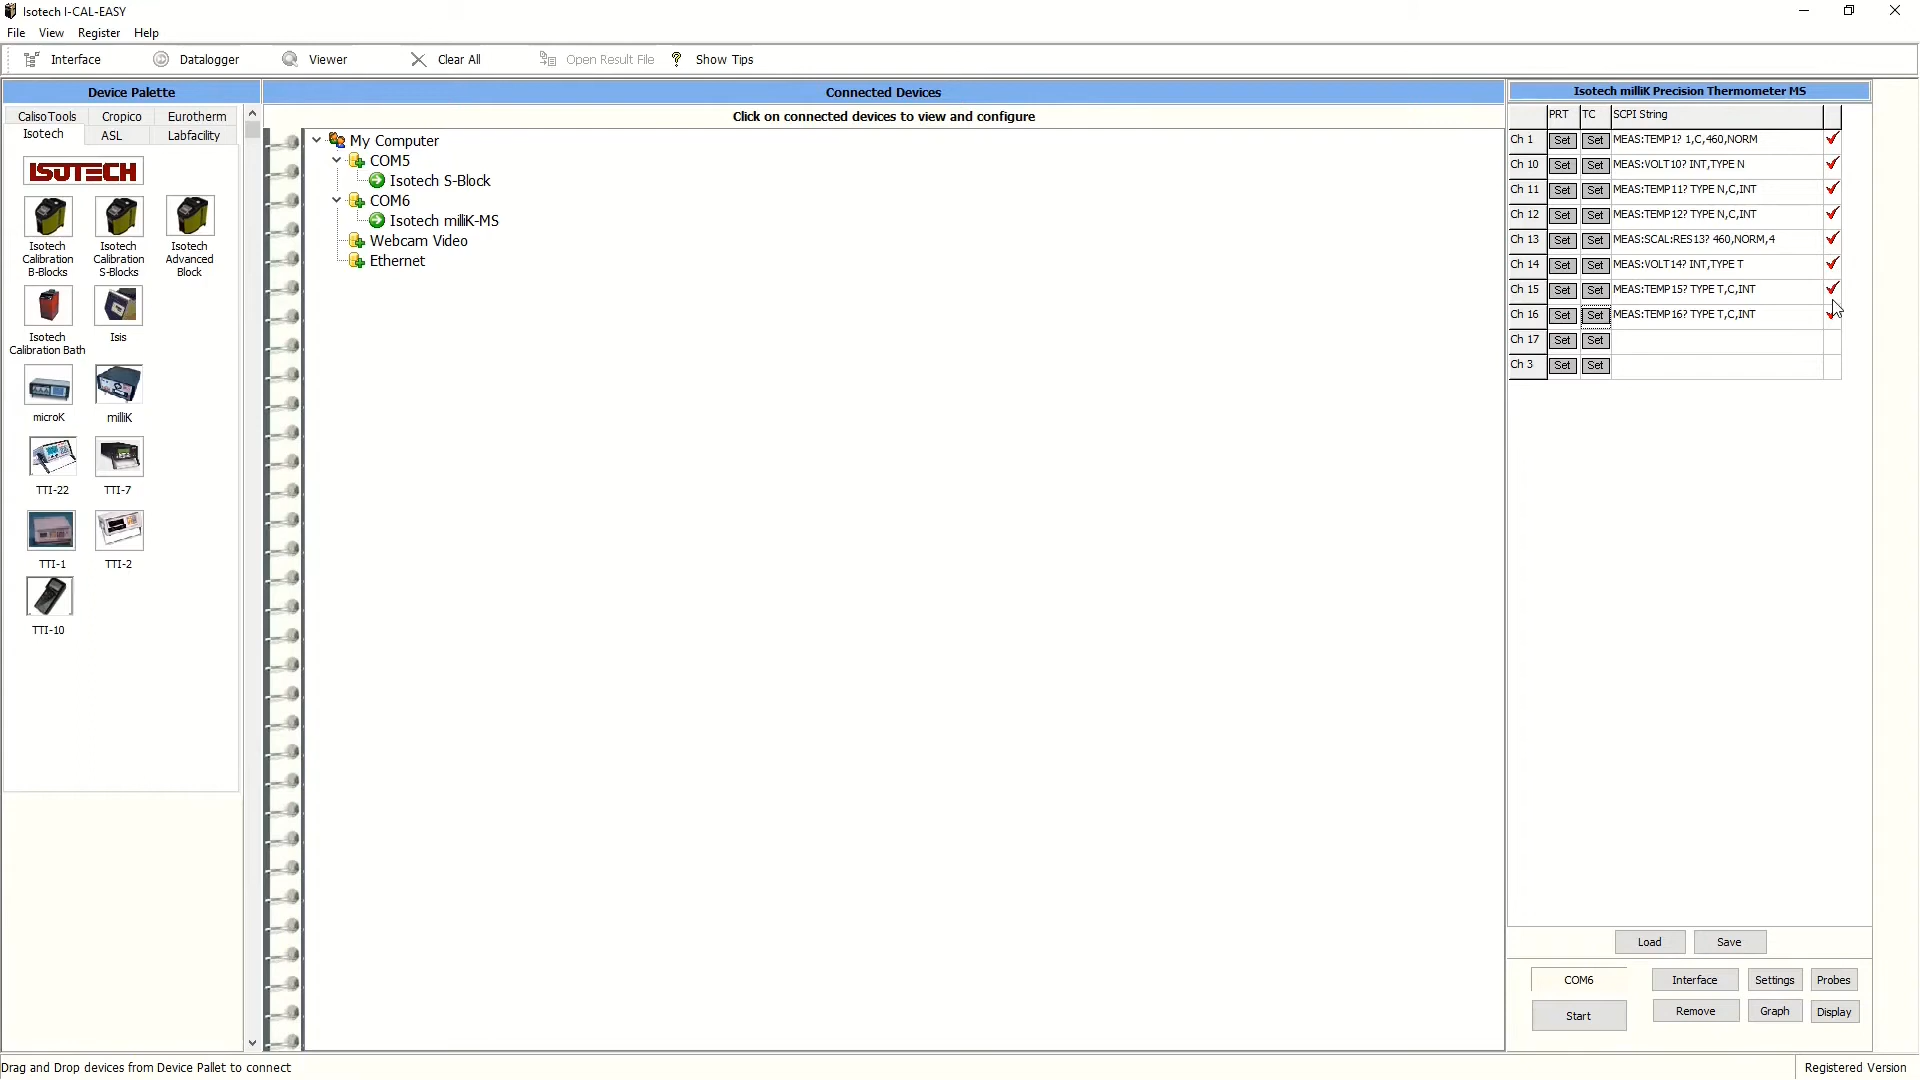 Isotech I-CAL-EASY
File View Register Help
Interface Datalogger Viewer Clear All Open Result File ? Show Tips
Device Palette
CalisoTools Cropico Eurotherm
Isotech ASL Labfacility
ISOTECH
Isotech Calibration B-Blocks
Isotech Calibration S-Blocks
Isotech Advanced Block
Isotech Calibration Bath
Isis
microK milliK
TTI-22 TTI-7
TTI-1 TTI-2
TTI-10
Connected Devices
Click on connected devices to view and configure
My Computer
COM5
Isotech S-Block
COM6
Isotech milliK-MS
Webcam Video
Ethernet
Isotech milliK Precision Thermometer MS
PRT TC SCPI String
Ch 1 Set Set MEAS:TEMP1? 1,C,460,NORM
Ch 10 Set Set MEAS:VOLT10? INT,TYPE N
Ch 11 Set Set MEAS:TEMP11? TYPE N,C,INT
Ch 12 Set Set MEAS:TEMP12? TYPE N,C,INT
Ch 13 Set Set MEAS:SCAL:RES13? 460,NORM,4
Ch 14 Set Set MEAS:VOLT14? INT,TYPE T
Ch 15 Set Set MEAS:TEMP15? TYPE T,C,INT
Ch 16 Set Set MEAS:TEMP16? TYPE T,C,INT
Ch 17 Set Set
Ch 3 Set Set
Load Save
COM6 Interface Settings Probes
Start Remove Graph Display
Drag and Drop devices from Device Pallet to connect
Registered Version